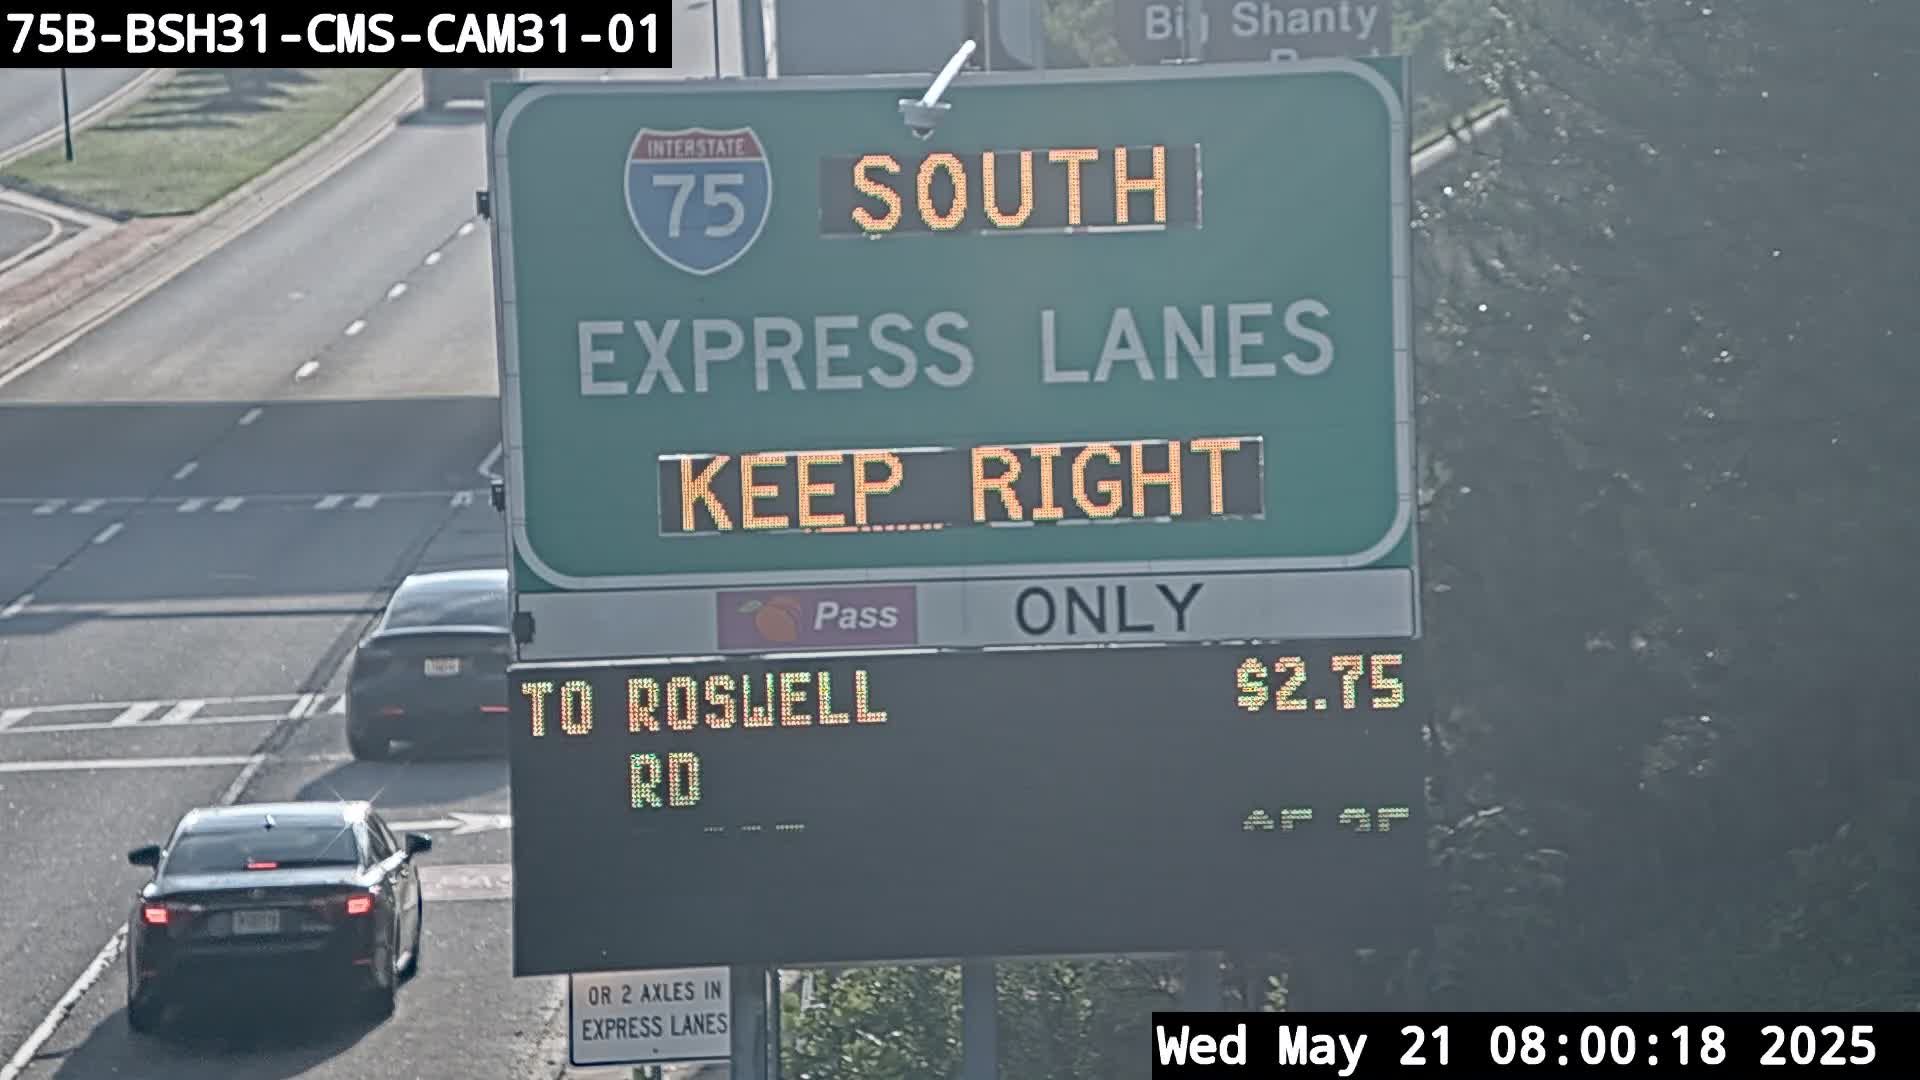 75B-BSH31-CMS-CAM31-01
Big Shanty
INTERSTATE
75
SOUTH
EXPRESS LANES
KEEP RIGHT
Pass
ONLY
TO ROSWELL $2.75
RD
OR 2 AXLES IN
EXPRESS LANES
Wed May 21 08:00:18 2025